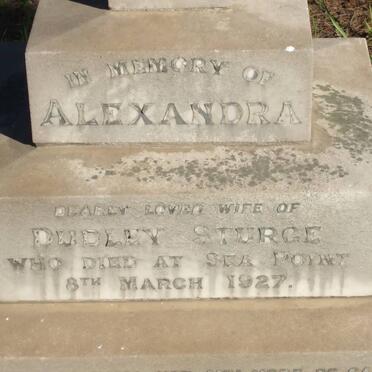 IN MEMORY OF
ALEXANDRA
DEARLY LOVED WIFE OF
DUDLEY STURGE
WHO DIED AT SEA POINT
8TH MARCH 1927.